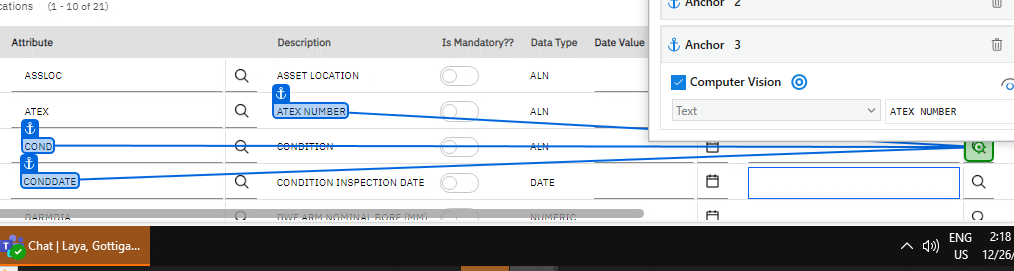 cations (1 - 10 of 21)
Anchor 2
Attribute Description Is Mandatory?? Data Type Date Value
Anchor 3
ASSLOC ASSET LOCATION ALN
Computer Vision
ATEX ATEX NUMBER ALN
Text ATEX NUMBER
COND CONDITION ALN
CONDDATE CONDITION INSPECTION DATE DATE
DARMDIA DWF ARM NOMINAL BORE (MM) NUMERIC
Chat | Laya, Gottiga...
ENG 2:18
US 12/26/